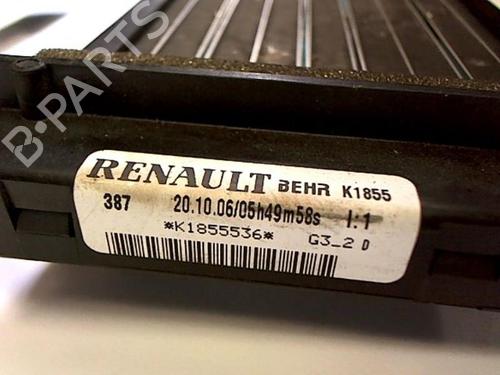 B-PARTS
RENAULT BEHR K1855
387 20.10.06/05h49m58s I:1
*K1855536* G3_2 D